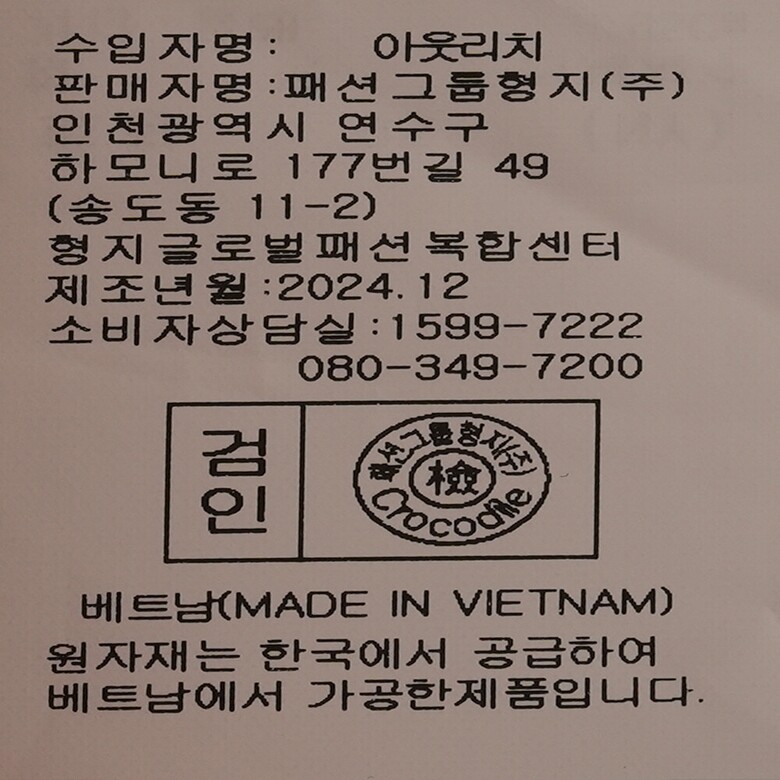 수입자명: 아웃리치
판매자명:패션그룹형지(주)
인천광역시 연수구
하모니로 177번길 49
(송도동 11-2)
형지글로벌패션복합센터
제조년월:2024.12
소비자상담실:1599-7222
080-349-7200
검인
패션그룹형지(주)
檢
Crocodile
베트남(MADE IN VIETNAM)
원자재는 한국에서 공급하여
베트남에서 가공한제품입니다.